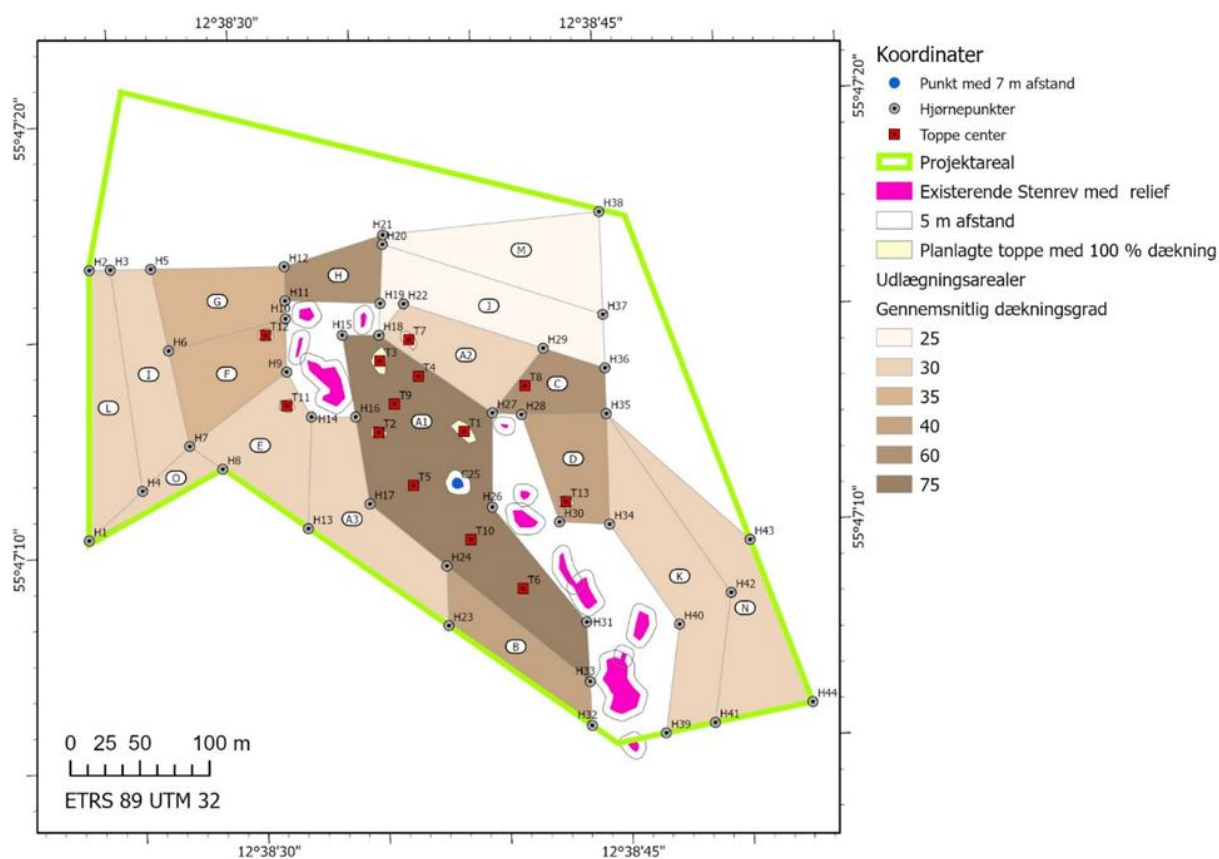 12°38'30" 12°38'45"
Koordinater
Punkt med 7 m afstand
Hjørnepunkter
Toppe center
Projektareal
Existerende Stenrev med relief
5 m afstand
Planlagte toppe med 100 % dækning
Udlægningsarealer
Gennemsnitlig dækningsgrad
25
30
35
40
60
75
55°47'20"
55°47'20"
H38
H21
H20
M
H12
H2 H3 H5
H
G
H11
H19 H22
J
H37
H10
T12
H15 H18
T7
H6
T3
A2
H29
H36
I
F
H9
T4
T8
C
L
T11
T9
H14
H16
A1
H27
H28
H35
T2
T1
H7
E
H8
O
H4
D
T5
C25
T13
H17
H26
H30
H34
A3
H13
55°47'10"
55°47'10"
H1
T10
H43
H24
K
T6
H42
N
H23
H31
H40
B
H33
H44
H32
H39
H41
0 25 50 100 m
ETRS 89 UTM 32
12°38'30" 12°38'45"